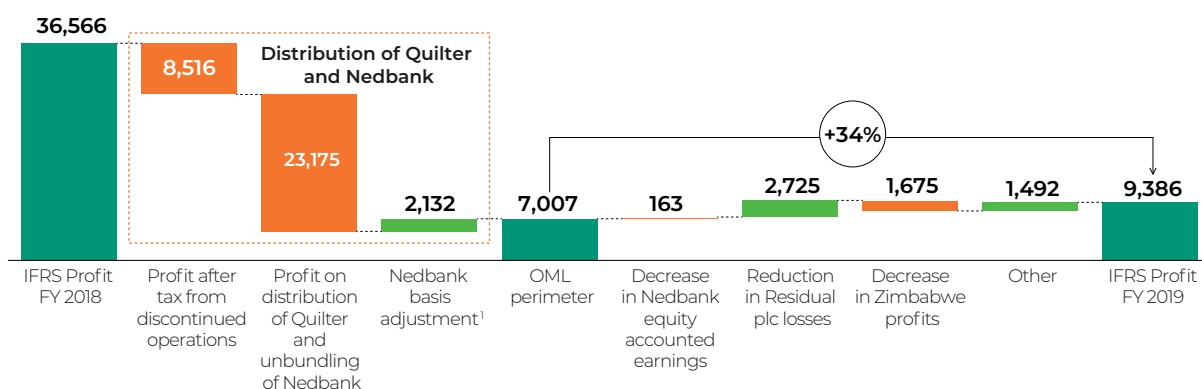 36,566
Distribution of Quilter
and Nedbank
8,516
23,175
2,132
7,007
+34%
163
2,725
1,675
1,492
9,386
IFRS Profit
FY 2018
Profit after
tax from
discontinued
operations
Profit on
distribution
of Quilter
and
unbundling
of Nedbank
Nedbank
basis
adjustment¹
OML
perimeter
Decrease
in Nedbank
equity
accounted
earnings
Reduction
in Residual
plc losses
Decrease
in Zimbabwe
profits
Other
IFRS Profit
FY 2019